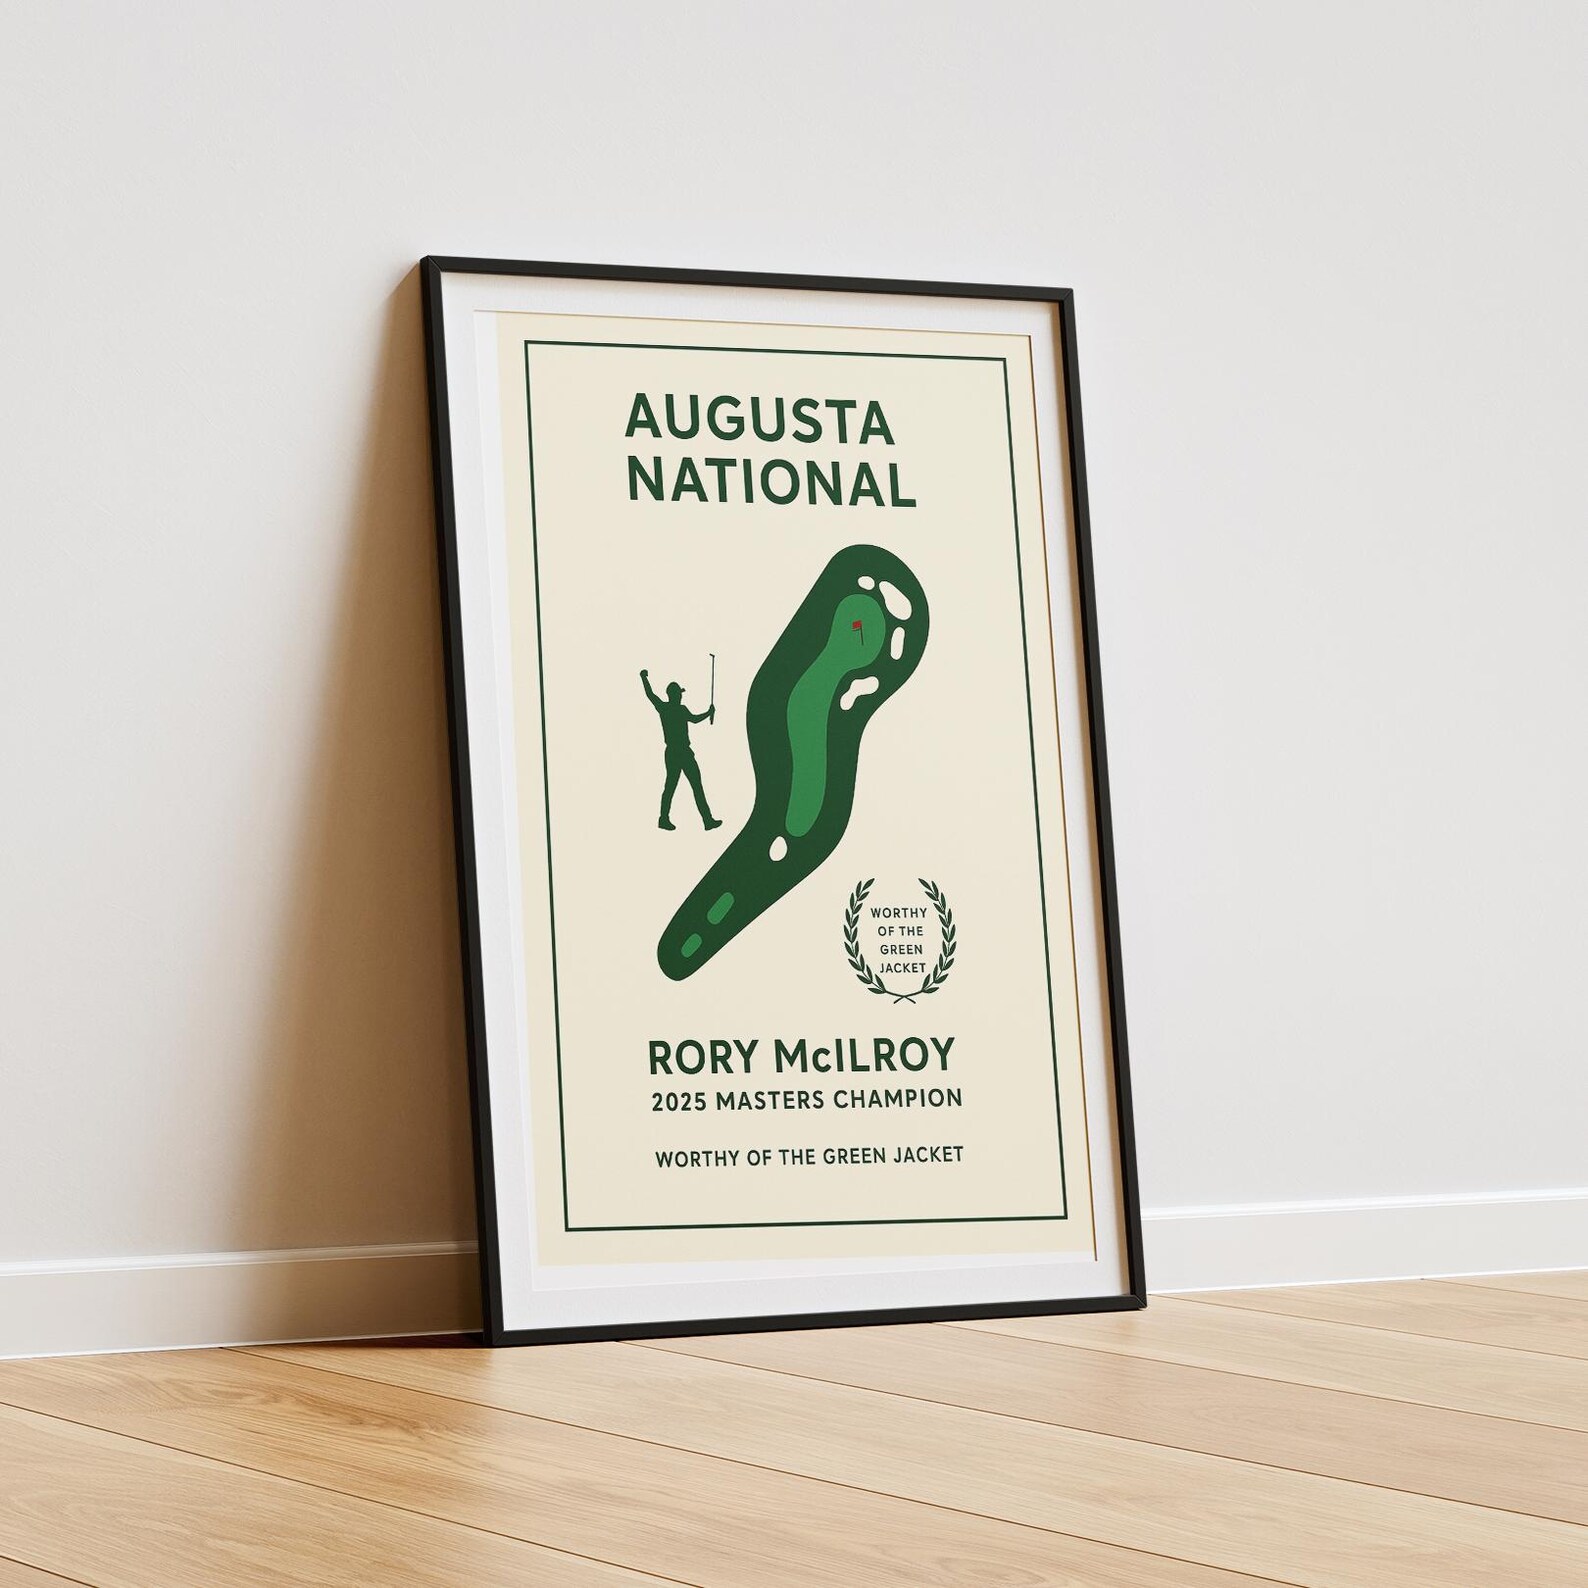 AUGUSTA
NATIONAL
WORTHY
OF THE
GREEN
JACKET
RORY McILROY
2025 MASTERS CHAMPION
WORTHY OF THE GREEN JACKET